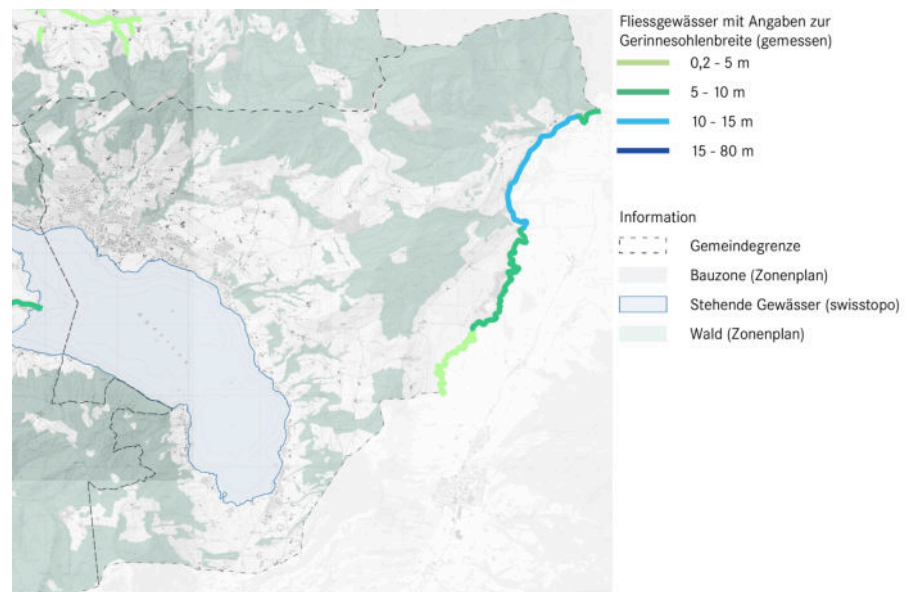 Fliessgewässer mit Angaben zur
Gerinnesohlenbreite (gemessen)
0,2 - 5 m
5 - 10 m
10 - 15 m
15 - 80 m
Information
Gemeindegrenze
Bauzone (Zonenplan)
Stehende Gewässer (swisstopo)
Wald (Zonenplan)